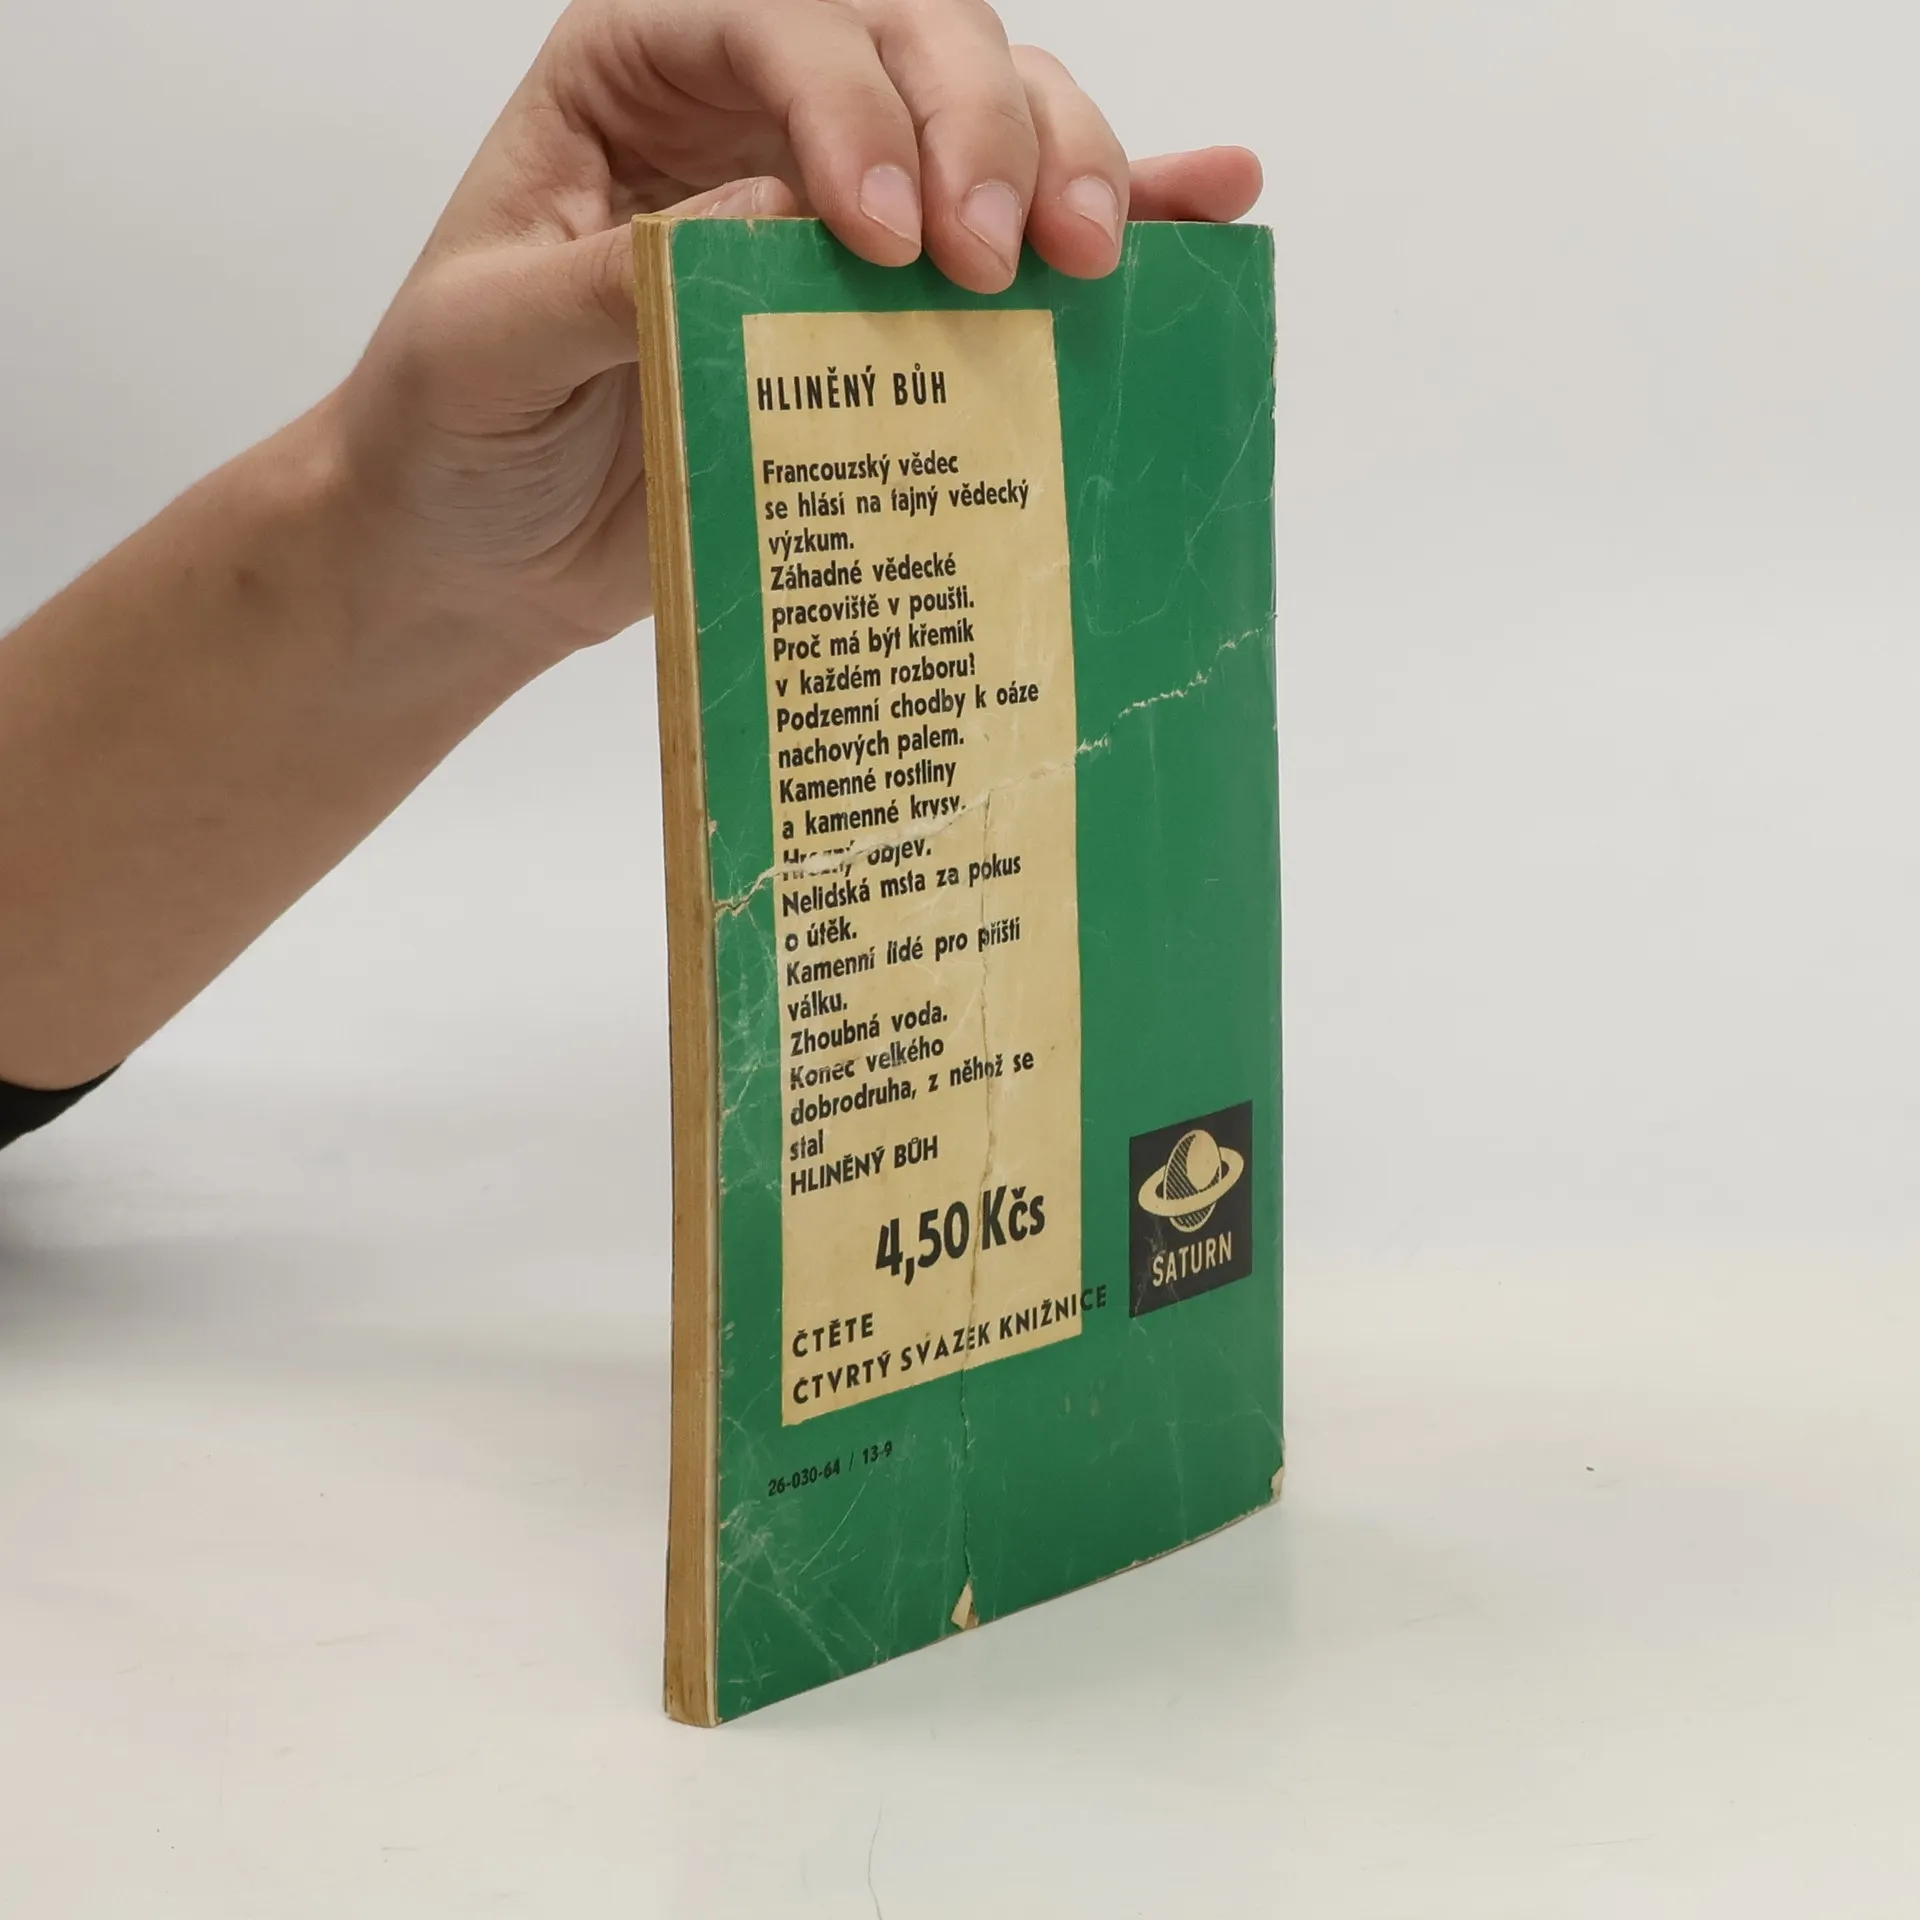 HLINĚNÝ BŮH
Francouzský vědec
se hlásí na tajný vědecký
výzkum.
Záhadné vědecké
pracoviště v poušti.
Proč má být křemík
v každém rozboru?
Podzemní chodby k oáze
nachových palem.
Kamenné rostliny
a kamenné krysy.
Hrozný objev.
Nelidská msta za pokus
o útěk.
Kamenní lidé pro příští
válku.
Zhoubná voda.
Konec velkého
dobrodruha, z něhož se
stal
HLINĚNÝ BŮH
4,50 Kčs
ČTĚTE
ČTVRTÝ SVAZEK KNIŽNICE
SATURN
26-030-64 / 13-9